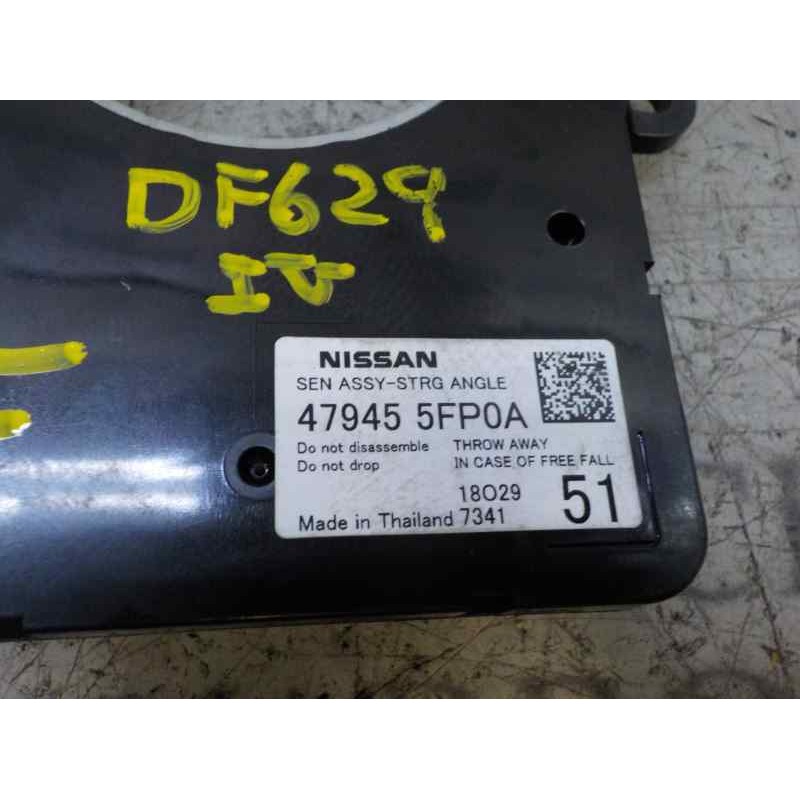 DF629
IV
NISSAN
SEN ASSY-STRG ANGLE
47945 5FP0A
Do not disassemble THROW AWAY
Do not drop IN CASE OF FREE FALL
18O29
Made in Thailand 7341
51